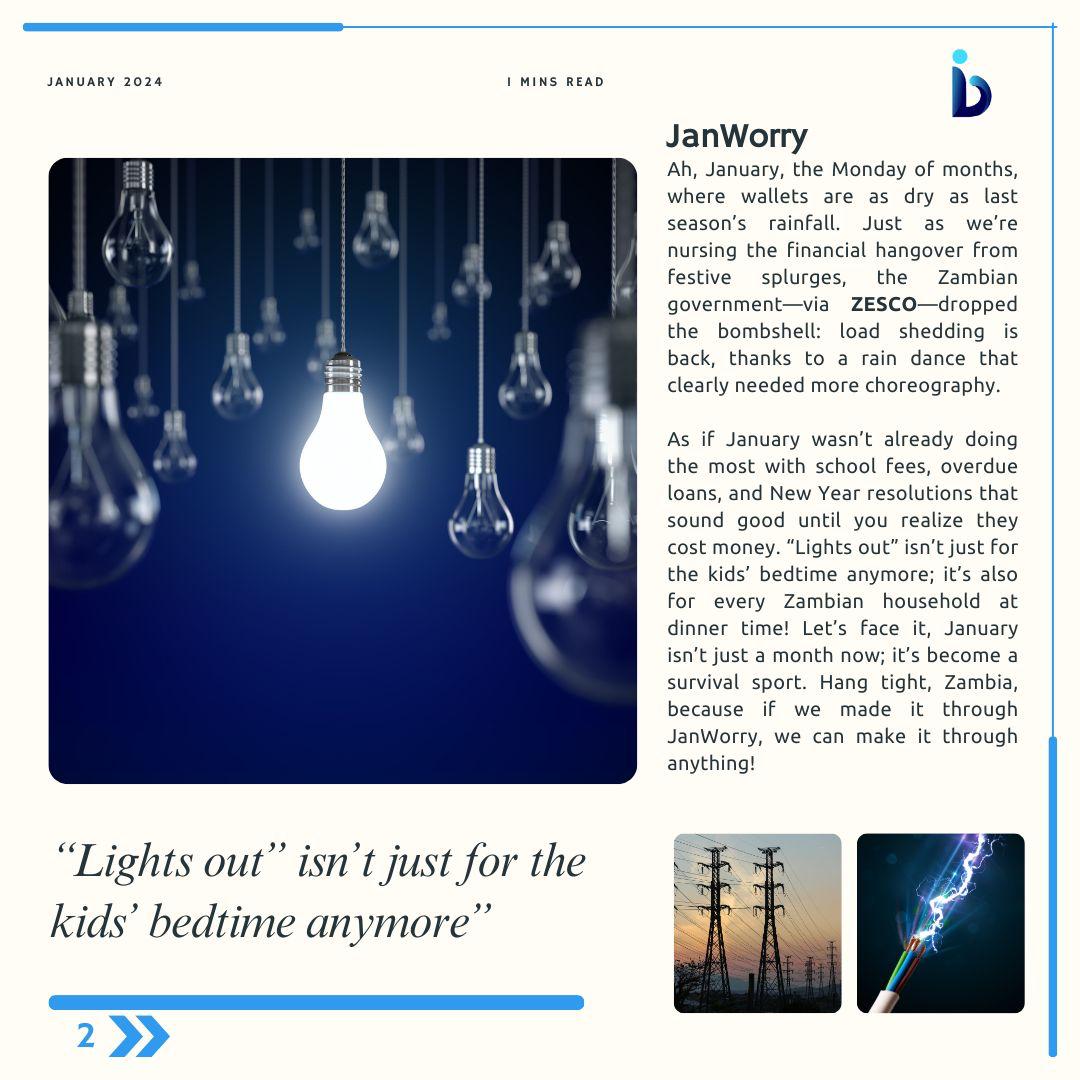 JANUARY 2024
1 MINS READ
JanWorry
Ah, January, the Monday of months,
where wallets are as dry as last
season’s rainfall. Just as we’re
nursing the financial hangover from
festive splurges, the Zambian
government—via ZESCO—dropped
the bombshell: load shedding is
back, thanks to a rain dance that
clearly needed more choreography.
As if January wasn’t already doing
the most with school fees, overdue
loans, and New Year resolutions that
sound good until you realize they
cost money. “Lights out” isn’t just for
the kids’ bedtime anymore; it’s also
for every Zambian household at
dinner time! Let’s face it, January
isn’t just a month now; it’s become a
survival sport. Hang tight, Zambia,
because if we made it through
JanWorry, we can make it through
anything!
“Lights out” isn’t just for the
kids’ bedtime anymore”
2